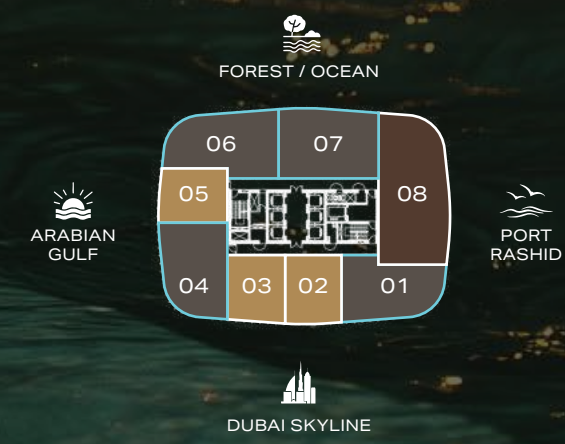 FOREST / OCEAN
06 07
05 08
ARABIAN
GULF
PORT
RASHID
04 03 02 01
DUBAI SKYLINE